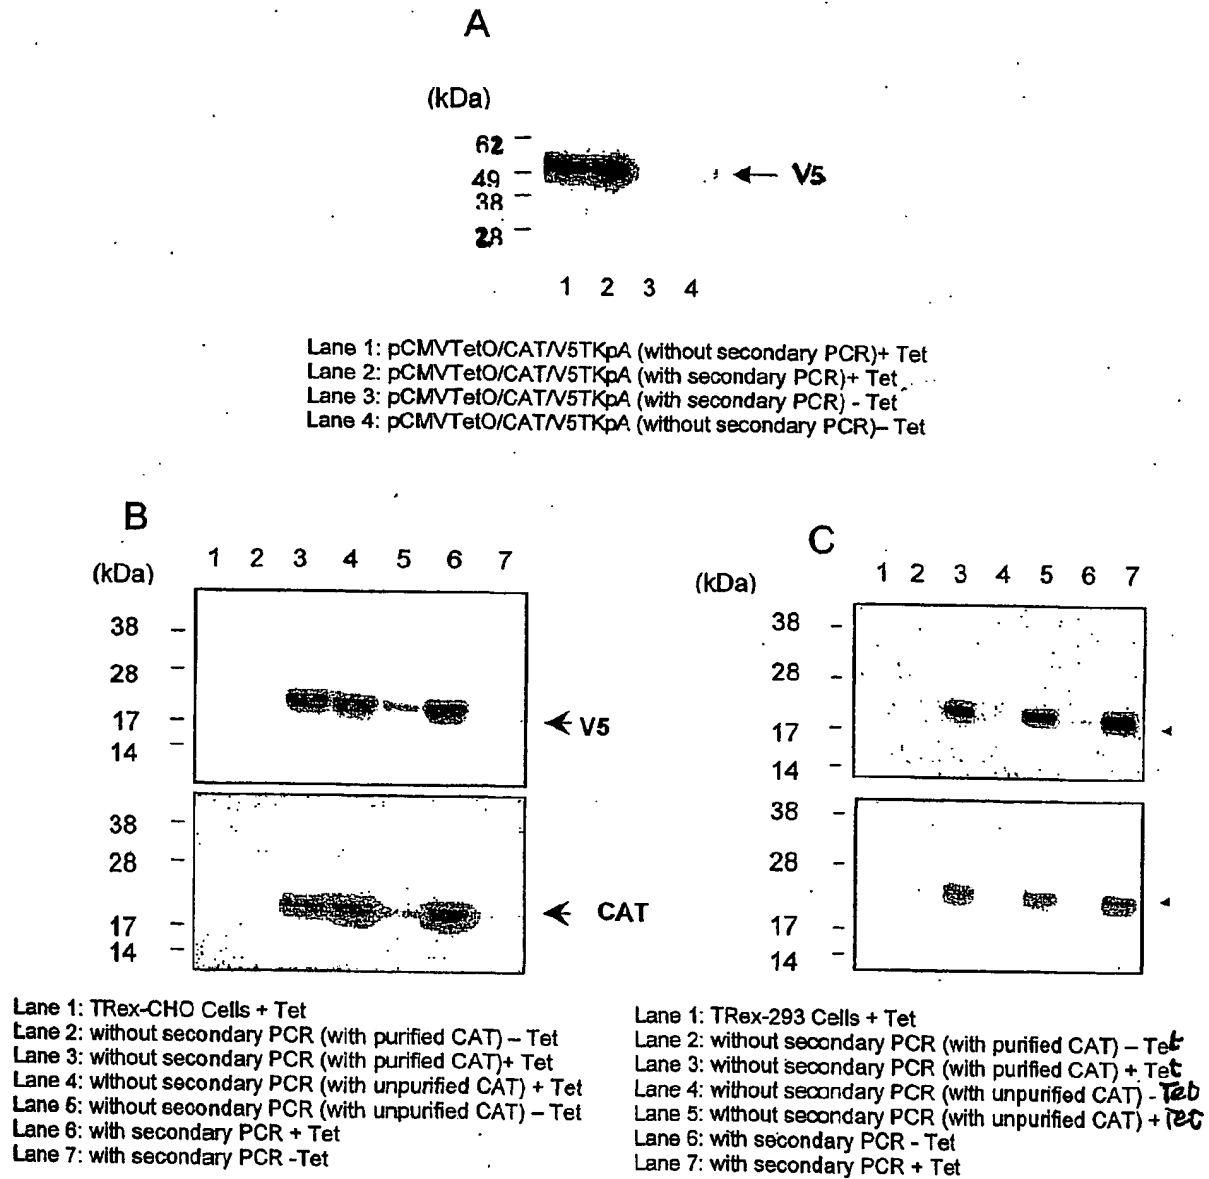 A
(kDa)
62
49
38
28
V5
1 2 3 4
Lane 1: pCMVTetO/CAT/V5TKpA (without secondary PCR)+ Tet
Lane 2: pCMVTetO/CAT/V5TKpA (with secondary PCR)+ Tet
Lane 3: pCMVTetO/CAT/V5TKpA (with secondary PCR) - Tet
Lane 4: pCMVTetO/CAT/V5TKpA (without secondary PCR)– Tet
B
1 2 3 4 5 6 7
(kDa)
38
28
17
14
V5
38
28
17
14
CAT
Lane 1: TRex-CHO Cells + Tet
Lane 2: without secondary PCR (with purified CAT) – Tet
Lane 3: without secondary PCR (with purified CAT)+ Tet
Lane 4: without secondary PCR (with unpurified CAT) + Tet
Lane 5: without secondary PCR (with unpurified CAT) – Tet
Lane 6: with secondary PCR + Tet
Lane 7: with secondary PCR -Tet
C
1 2 3 4 5 6 7
(kDa)
38
28
17
14
38
28
17
14
Lane 1: TRex-293 Cells + Tet
Lane 2: without secondary PCR (with purified CAT) – Tet
Lane 3: without secondary PCR (with purified CAT) + Tet
Lane 4: without secondary PCR (with unpurified CAT) - Tet
Lane 5: without secondary PCR (with unpurified CAT) + Tet
Lane 6: with secondary PCR - Tet
Lane 7: with secondary PCR + Tet